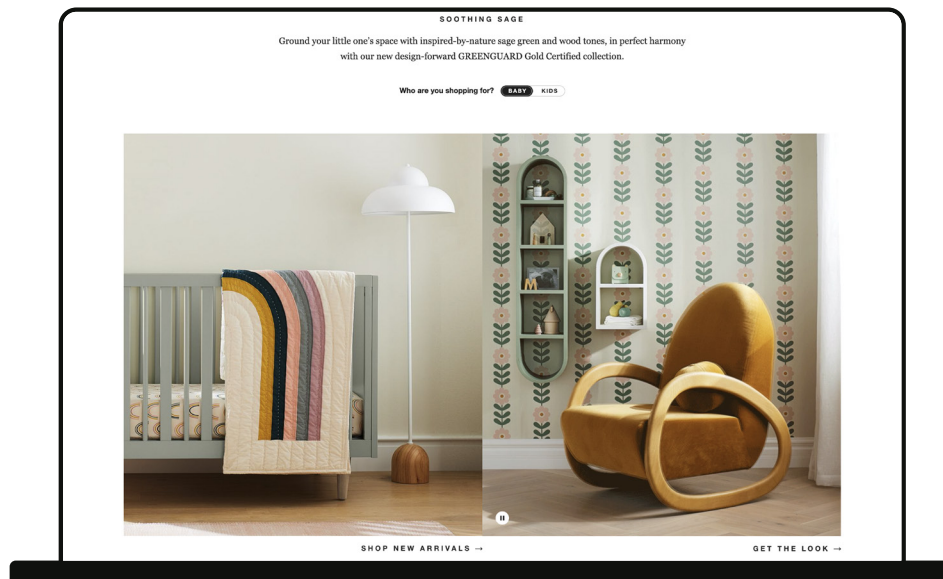 SOOTHING SAGE
Ground your little one's space with inspired-by-nature sage green and wood tones, in perfect harmony
with our new design-forward GREENGUARD Gold Certified collection.
Who are you shopping for? BABY KIDS
M
SHOP NEW ARRIVALS →
GET THE LOOK →